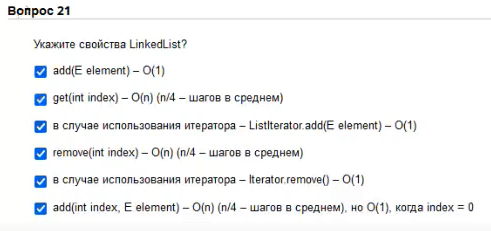 Вопрос 21
Укажите свойства LinkedList?
add(E element) – O(1)
get(int index) – O(n) (n/4 – шагов в среднем)
в случае использования итератора – ListIterator.add(E element) – O(1)
remove(int index) – O(n) (n/4 – шагов в среднем)
в случае использования итератора – Iterator.remove() – O(1)
add(int index, E element) – O(n) (n/4 – шагов в среднем), но O(1), когда index = 0